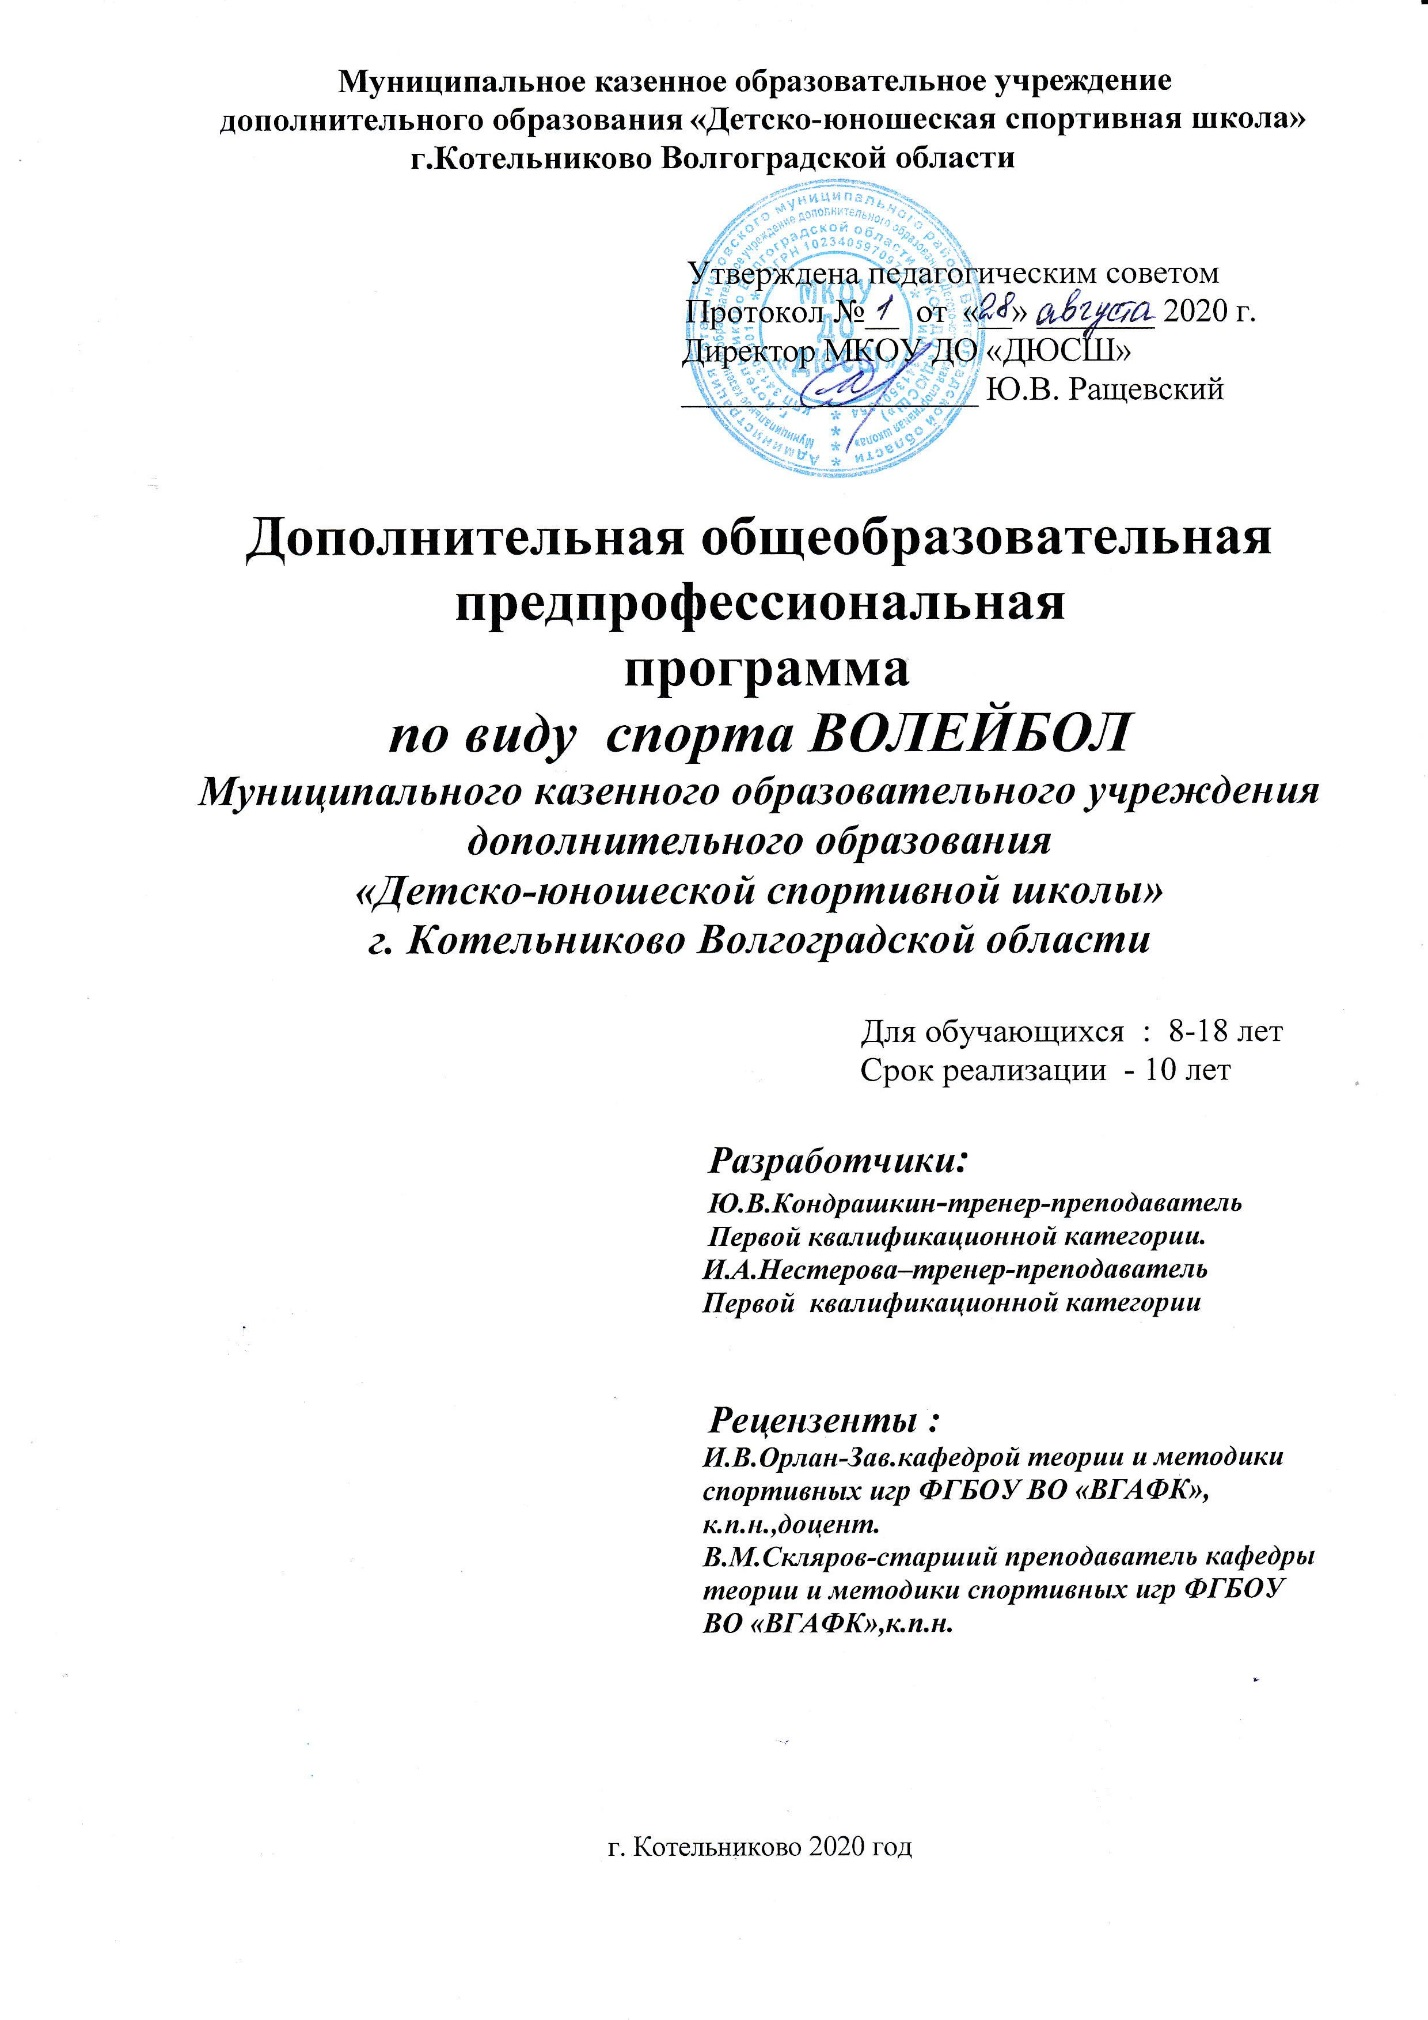 Муниципальное казенное образовательное учреждение
дополнительного образования «Детско-юношеская спортивная школа»
г.Котельниково Волгоградской области
Утверждена педагогическим советом
Протокол № 1 от «28» августа 2020 г.
Директор МКОУ ДО «ДЮСШ»
Ю.В. Ращевский
МКОУ
ДО
«ДЮСШ»
Дополнительная общеобразовательная
предпрофессиональная
программа
по виду спорта ВОЛЕЙБОЛ
Муниципального казенного образовательного учреждения
дополнительного образования
«Детско-юношеской спортивной школы»
г. Котельниково Волгоградской области
Для обучающихся : 8-18 лет
Срок реализации - 10 лет
Разработчики:
Ю.В.Кондрашкин-тренер-преподаватель
Первой квалификационной категории.
И.А.Нестерова–тренер-преподаватель
Первой квалификационной категории
Рецензенты :
И.В.Орлан-Зав.кафедрой теории и методики
спортивных игр ФГБОУ ВО «ВГАФК»,
к.п.н.,доцент.
В.М.Скляров-старший преподаватель кафедры
теории и методики спортивных игр ФГБОУ
ВО «ВГАФК»,к.п.н.
г. Котельниково 2020 год